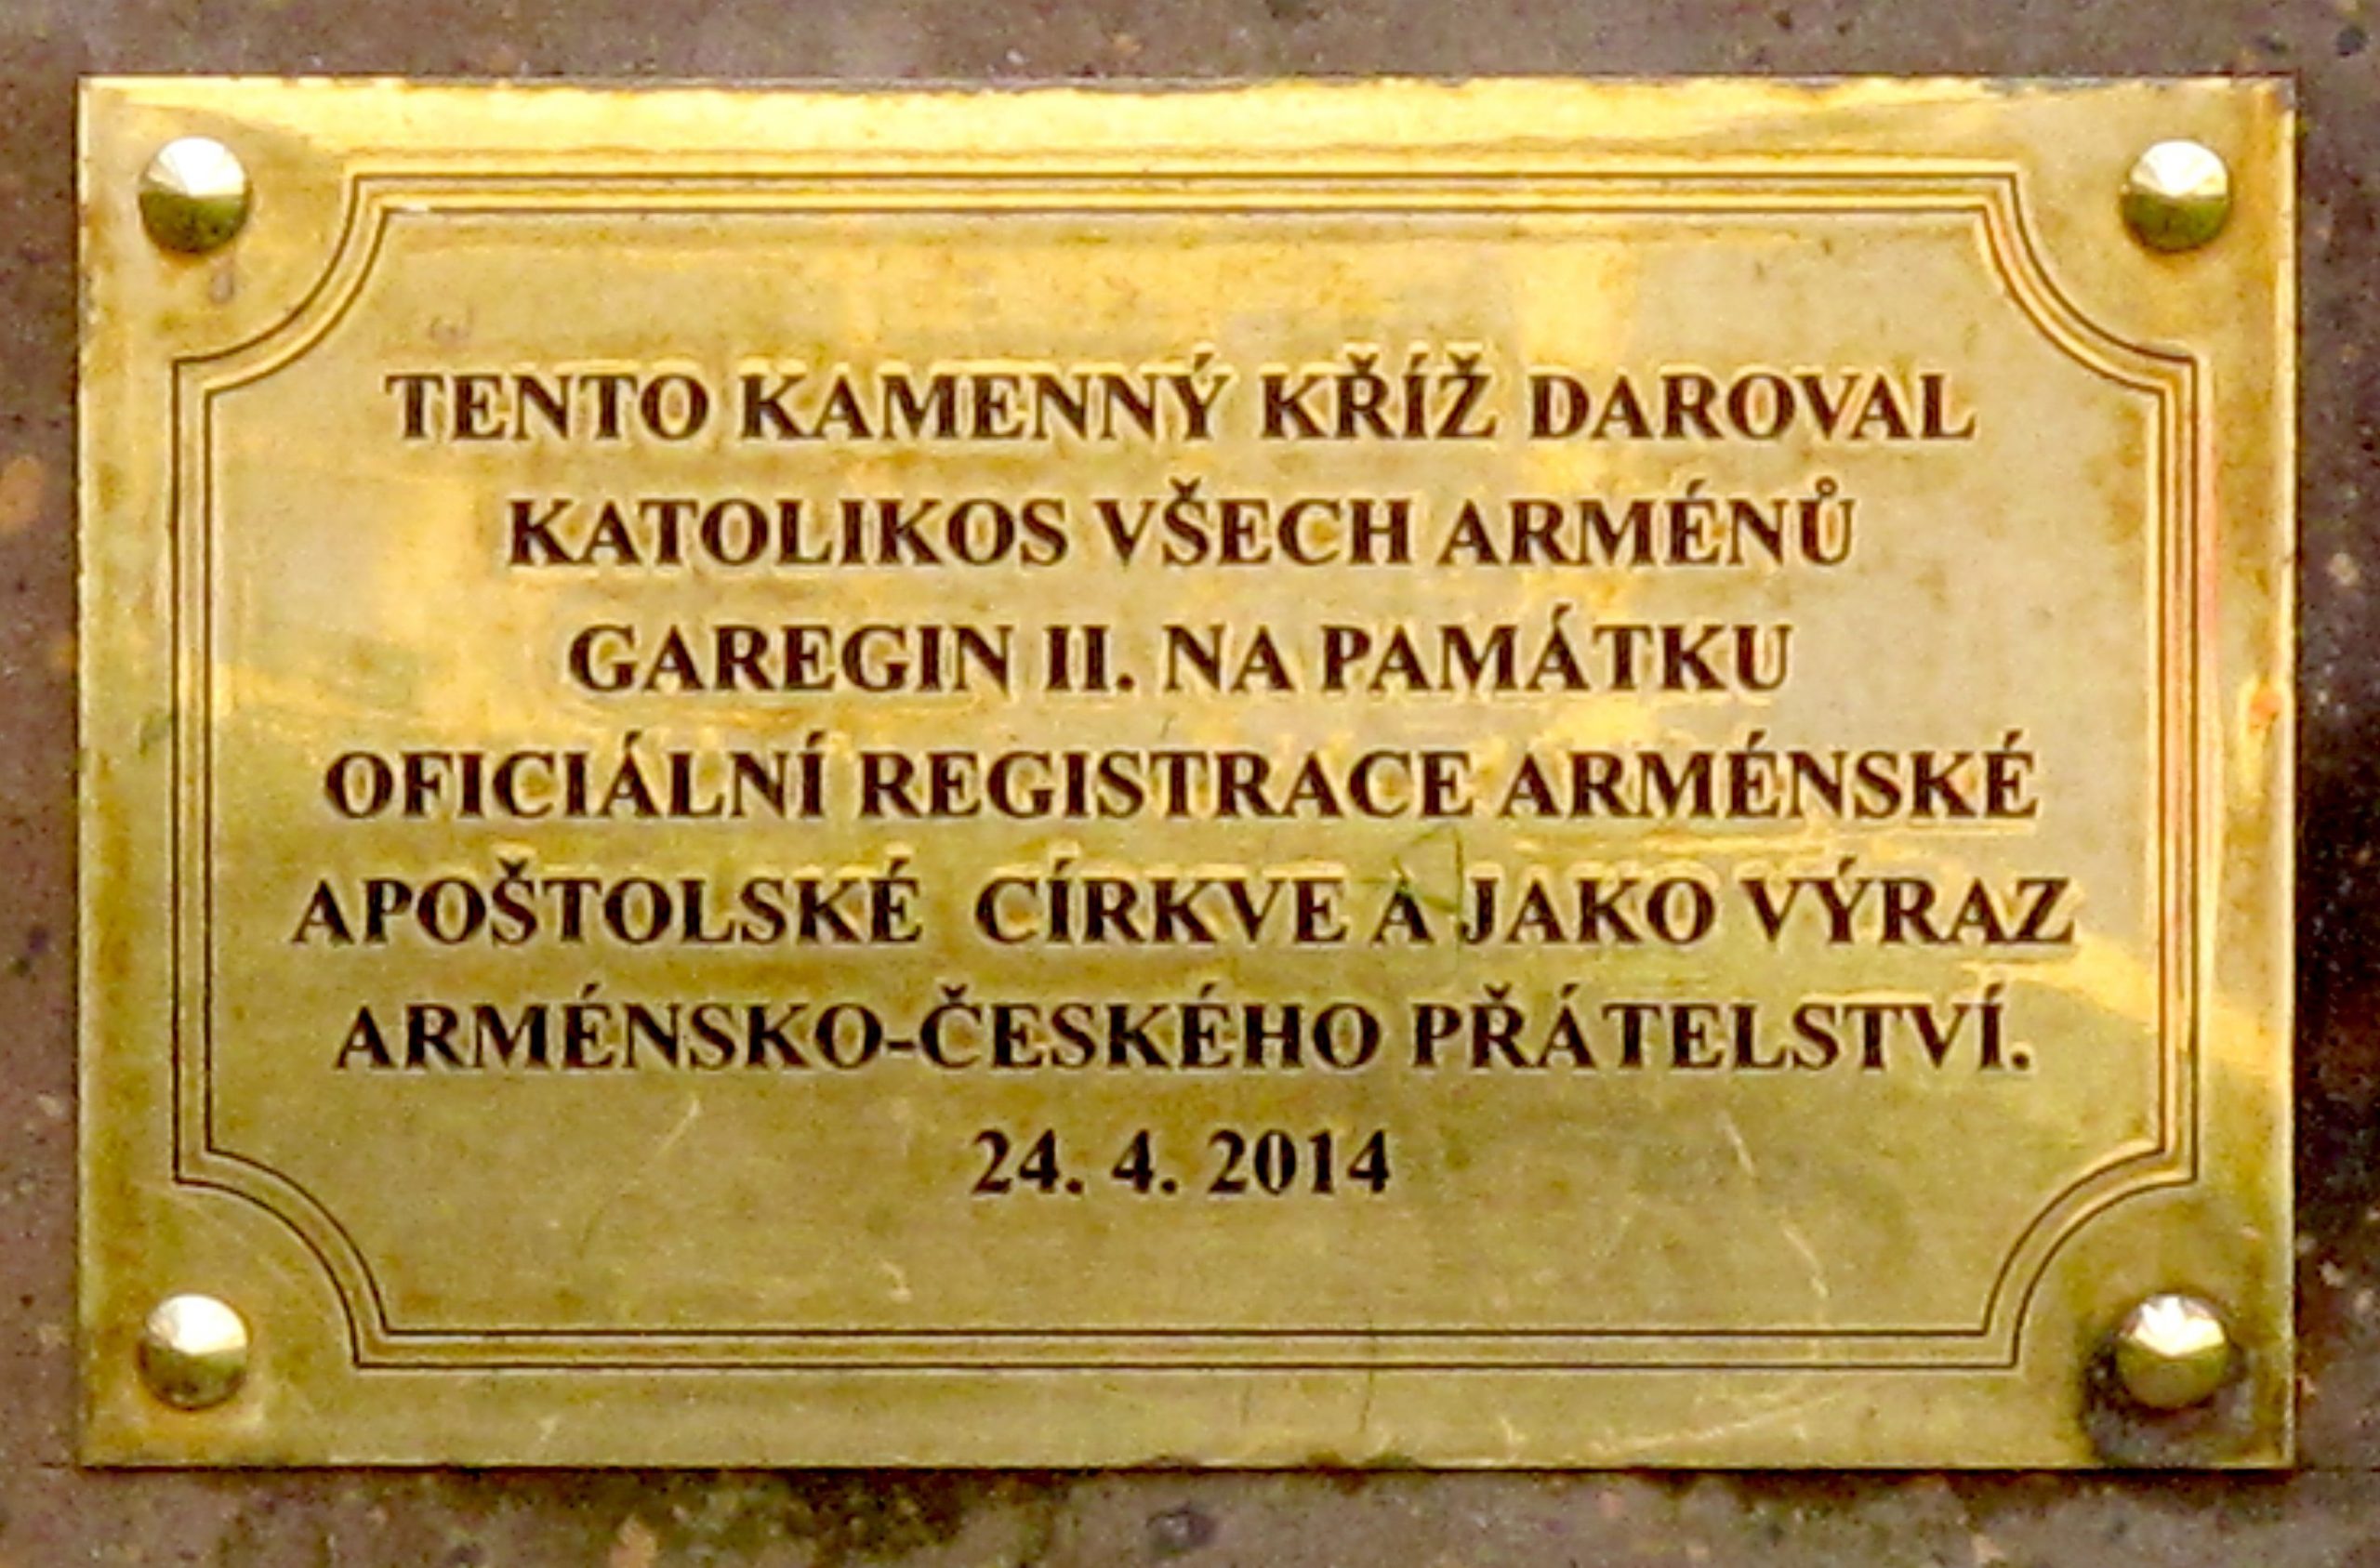 TENTO KAMENNÝ KŘÍŽ DAROVAL
KATOLIKOS VŠECH ARMÉNŮ
GAREGIN II. NA PAMÁTKU
OFICIÁLNÍ REGISTRACE ARMÉNSKÉ
APOŠTOLSKÉ CÍRKVE A JAKO VÝRAZ
ARMÉNSKO-ČESKÉHO PŘÁTELSTVÍ.
24. 4. 2014